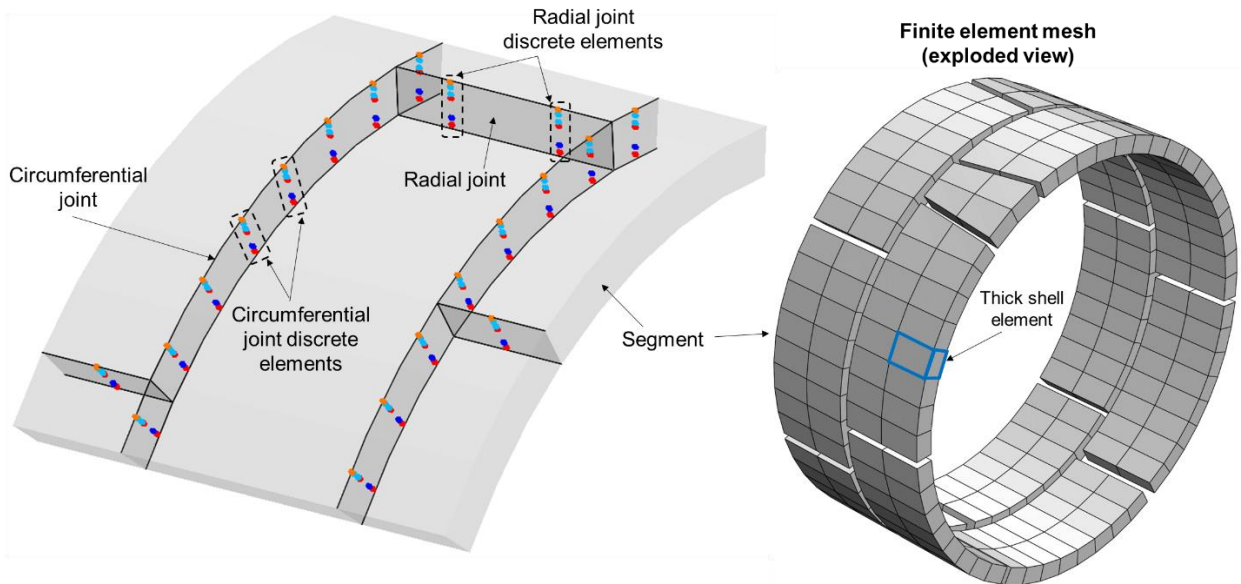 Radial joint
discrete elements
Circumferential
joint
Radial joint
Circumferential
joint discrete
elements
Segment
Finite element mesh
(exploded view)
Thick shell
element